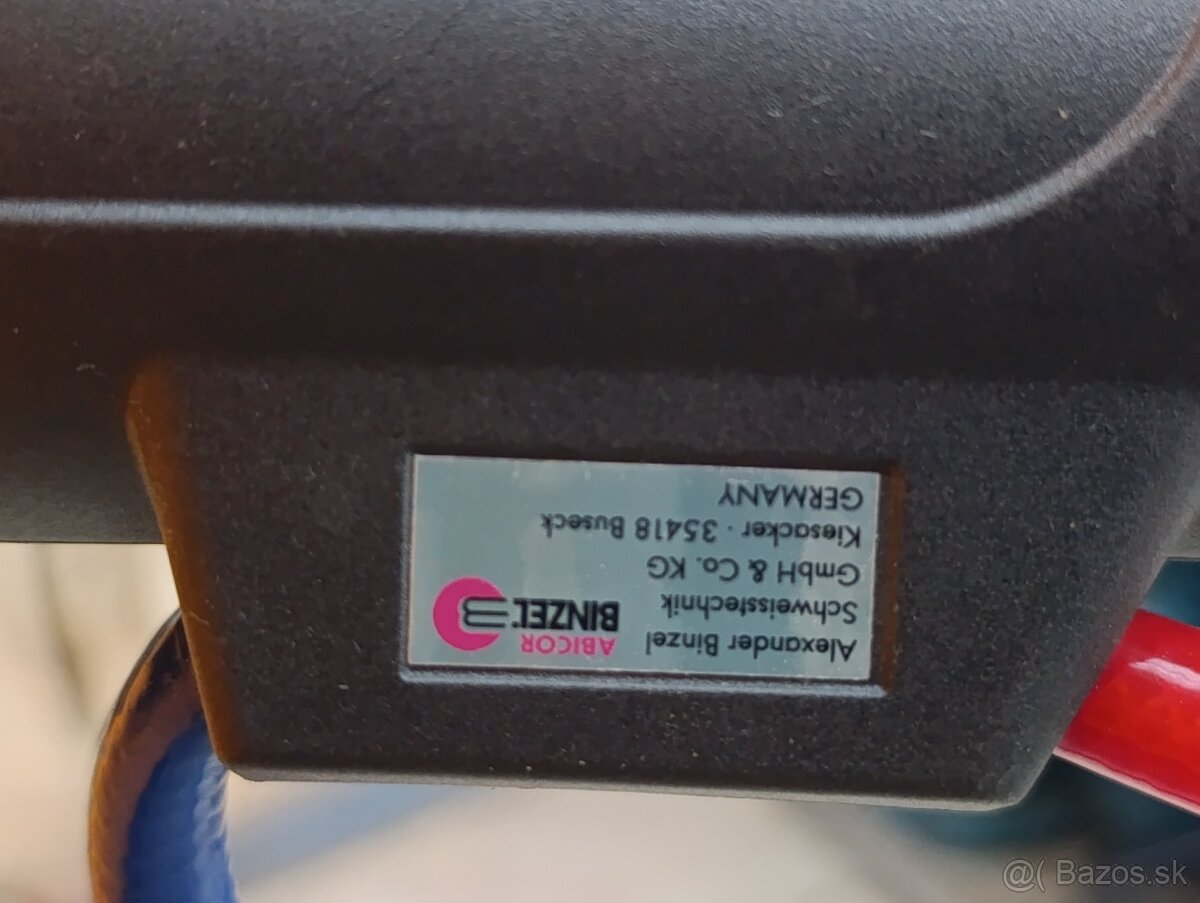 Alexander Binzel
Schweisstechnik
GmbH & Co. KG
Kiesacker · 35418 Buseck
GERMANY
ABICOR
BINZEL
@( Bazos.sk